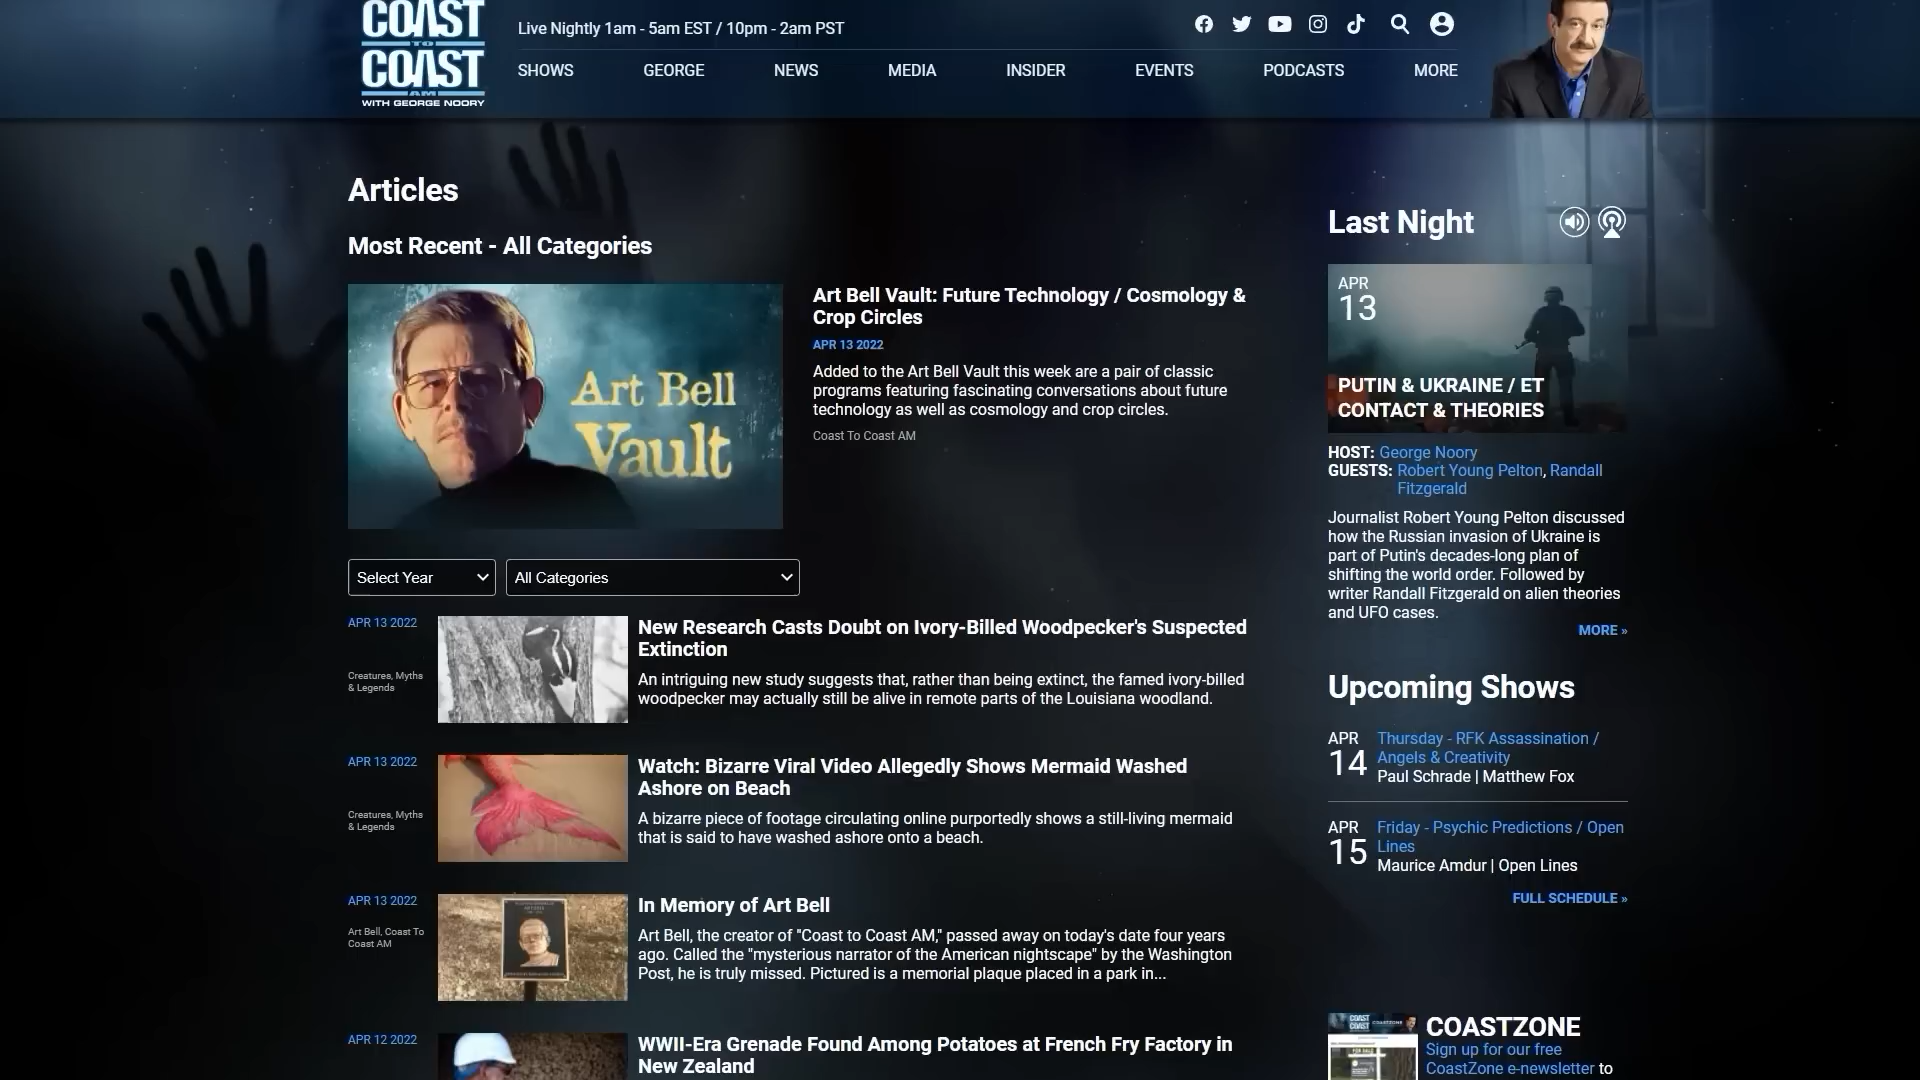 COAST
TO
COAST
AM
WITH GEORGE NOORY
Live Nightly 1am - 5am EST / 10pm - 2am PST
SHOWS
GEORGE
NEWS
MEDIA
INSIDER
EVENTS
PODCASTS
MORE
Articles
Most Recent - All Categories
Art Bell
Vault
Art Bell Vault: Future Technology / Cosmology &
Crop Circles
APR 13 2022
Added to the Art Bell Vault this week are a pair of classic
programs featuring fascinating conversations about future
technology as well as cosmology and crop circles.
Coast To Coast AM
Select Year
All Categories
APR 13 2022
Creatures, Myths
& Legends
New Research Casts Doubt on Ivory-Billed Woodpecker's Suspected
Extinction
An intriguing new study suggests that, rather than being extinct, the famed ivory-billed
woodpecker may actually still be alive in remote parts of the Louisiana woodland.
APR 13 2022
Creatures, Myths
& Legends
Watch: Bizarre Viral Video Allegedly Shows Mermaid Washed
Ashore on Beach
A bizarre piece of footage circulating online purportedly shows a still-living mermaid
that is said to have washed ashore onto a beach.
APR 13 2022
Art Bell, Coast To
Coast AM
In Memory of Art Bell
Art Bell, the creator of "Coast to Coast AM," passed away on today's date four years
ago. Called the "mysterious narrator of the American nightscape" by the Washington
Post, he is truly missed. Pictured is a memorial plaque placed in a park in...
APR 12 2022
WWII-Era Grenade Found Among Potatoes at French Fry Factory in
New Zealand
Last Night
APR
13
PUTIN & UKRAINE / ET
CONTACT & THEORIES
HOST: George Noory
GUESTS: Robert Young Pelton, Randall
Fitzgerald
Journalist Robert Young Pelton discussed
how the Russian invasion of Ukraine is
part of Putin's decades-long plan of
shifting the world order. Followed by
writer Randall Fitzgerald on alien theories
and UFO cases.
MORE »
Upcoming Shows
APR
14
Thursday - RFK Assassination /
Angels & Creativity
Paul Schrade | Matthew Fox
APR
15
Friday - Psychic Predictions / Open
Lines
Maurice Amdur | Open Lines
FULL SCHEDULE »
COASTZONE
Sign up for our free
CoastZone e-newsletter to